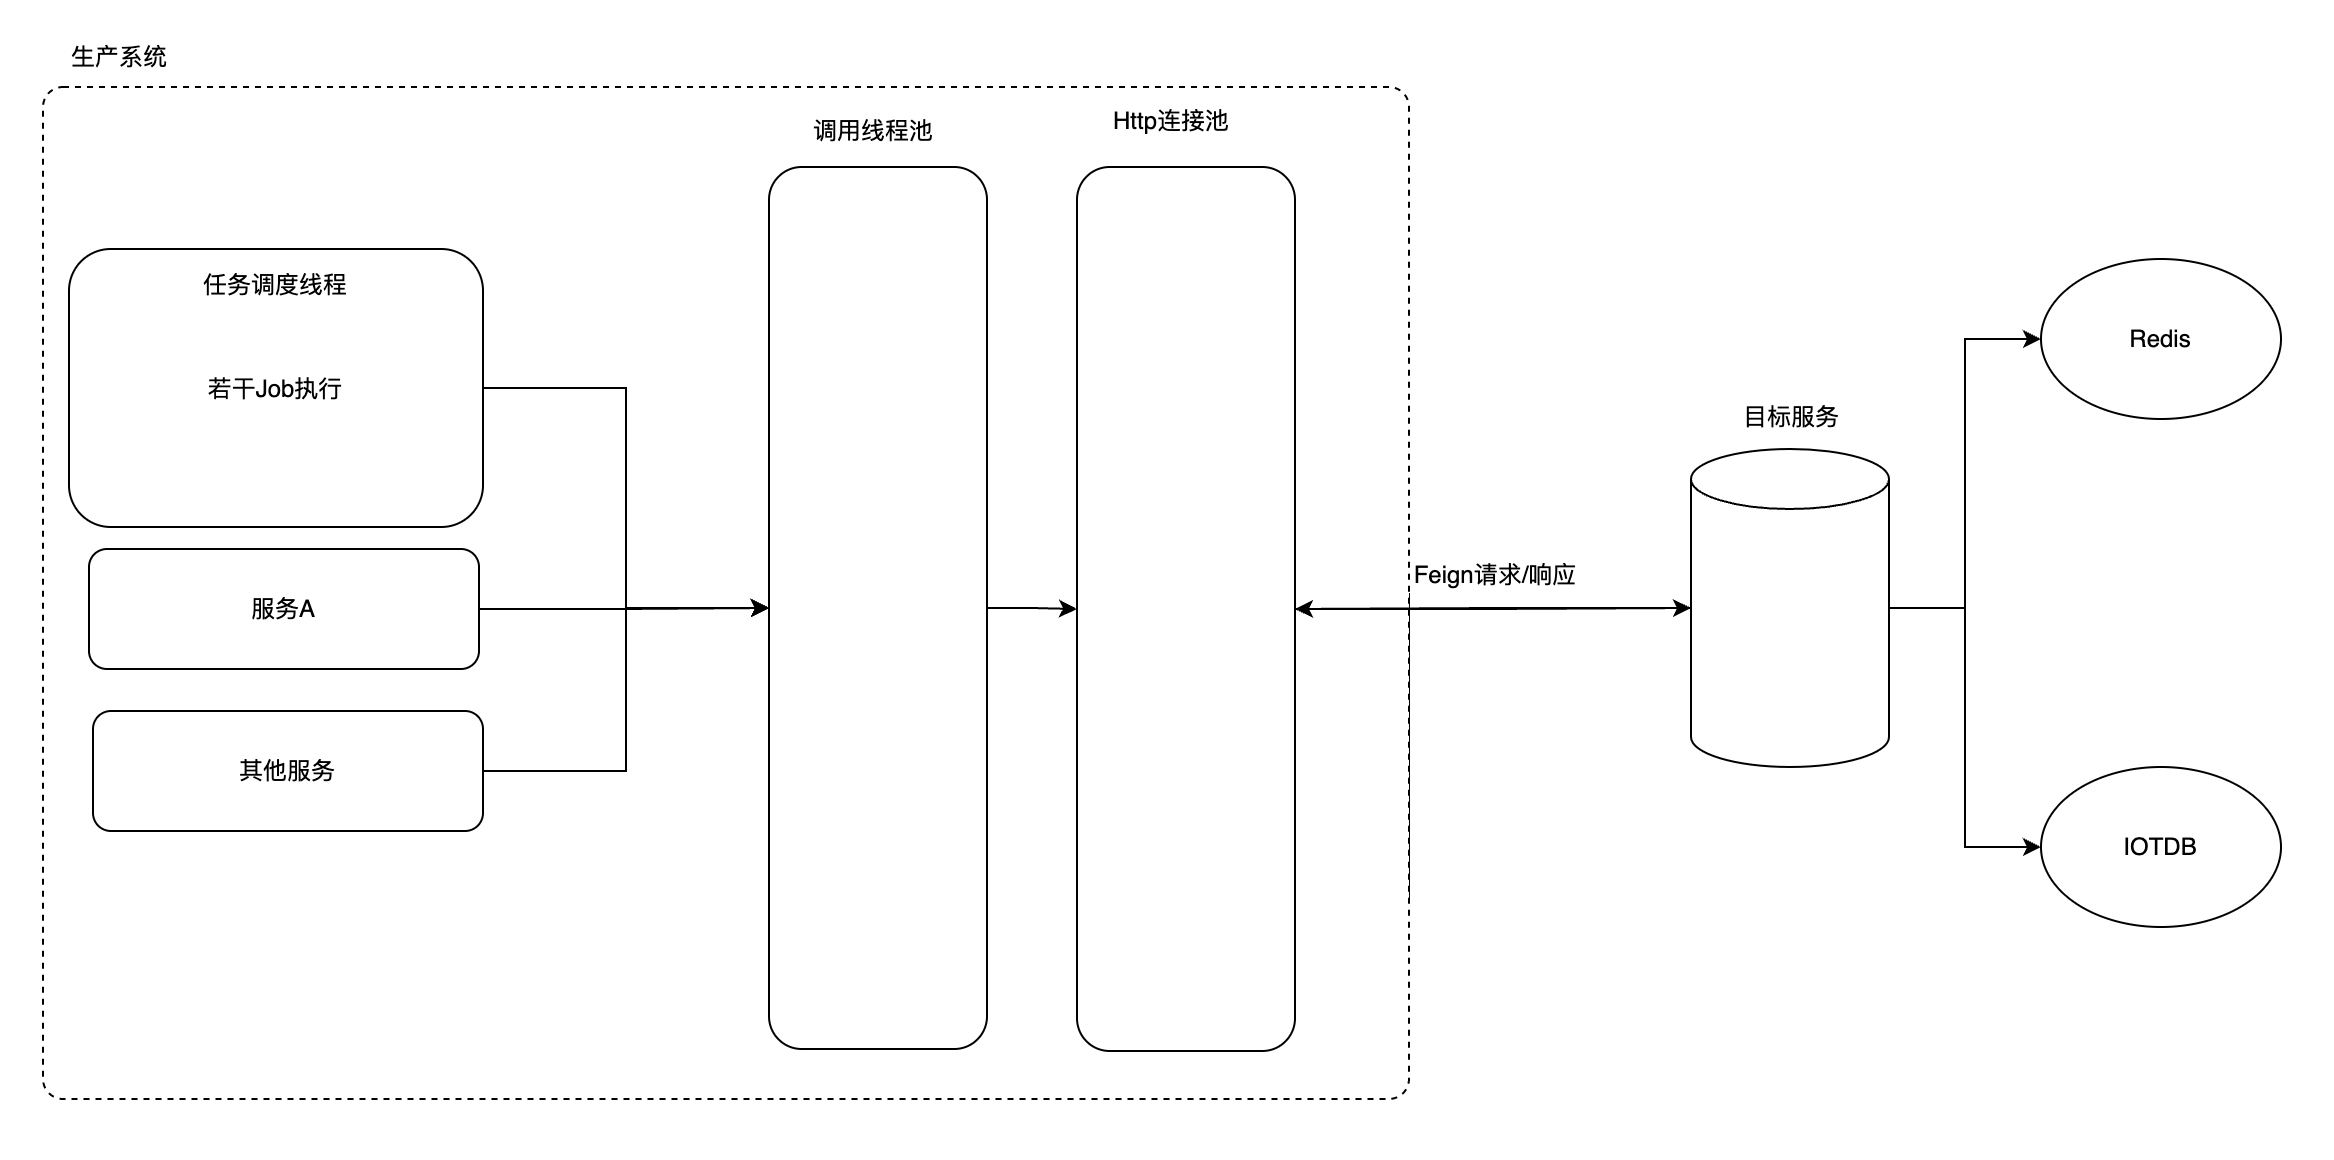 生产系统
调用线程池
Http连接池
任务调度线程
若干Job执行
服务A
其他服务
Feign请求/响应
目标服务
Redis
IOTDB